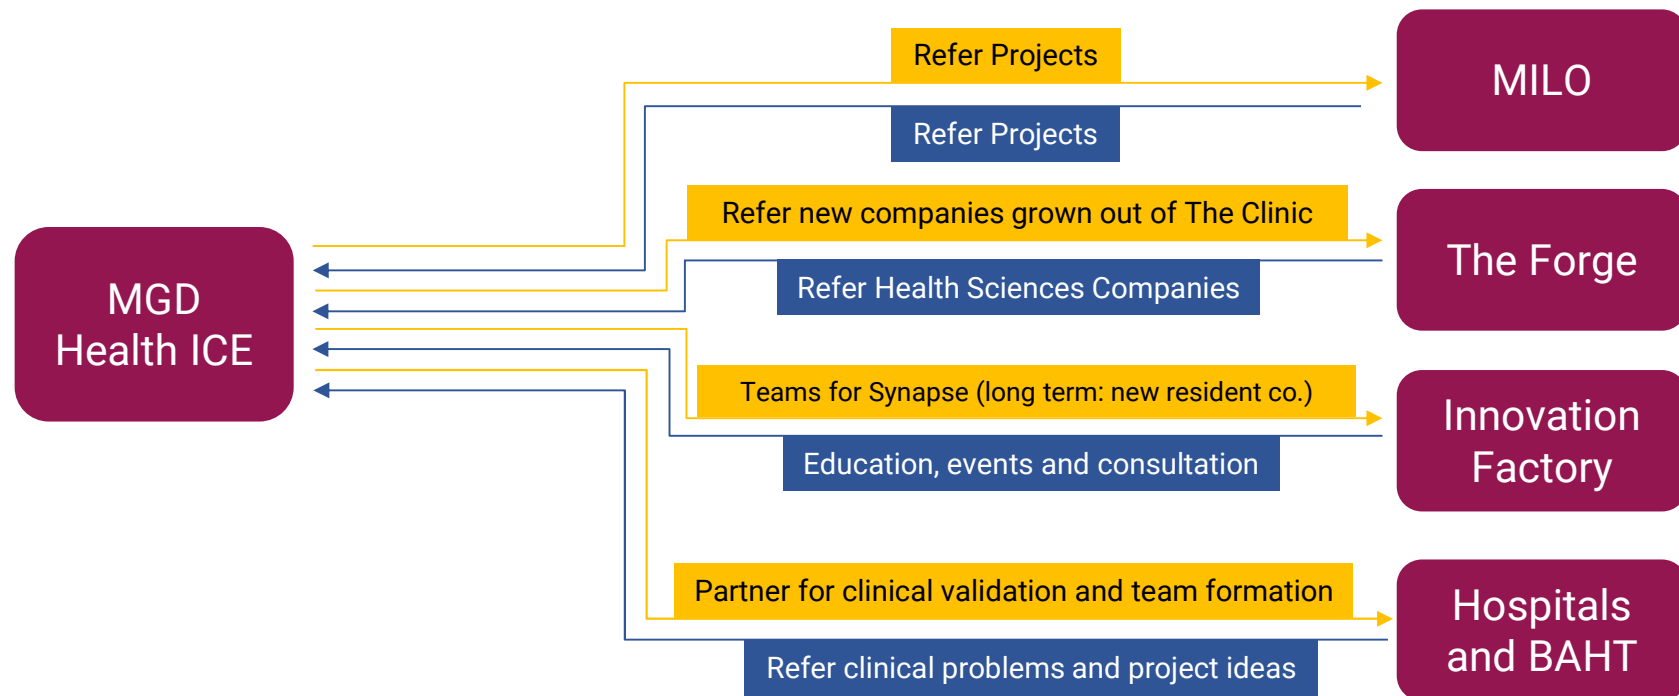 Refer Projects
MILO
Refer Projects
Refer new companies grown out of The Clinic
The Forge
Refer Health Sciences Companies
MGD
Health ICE
Teams for Synapse (long term: new resident co.)
Innovation
Factory
Education, events and consultation
Partner for clinical validation and team formation
Hospitals
and BAHT
Refer clinical problems and project ideas